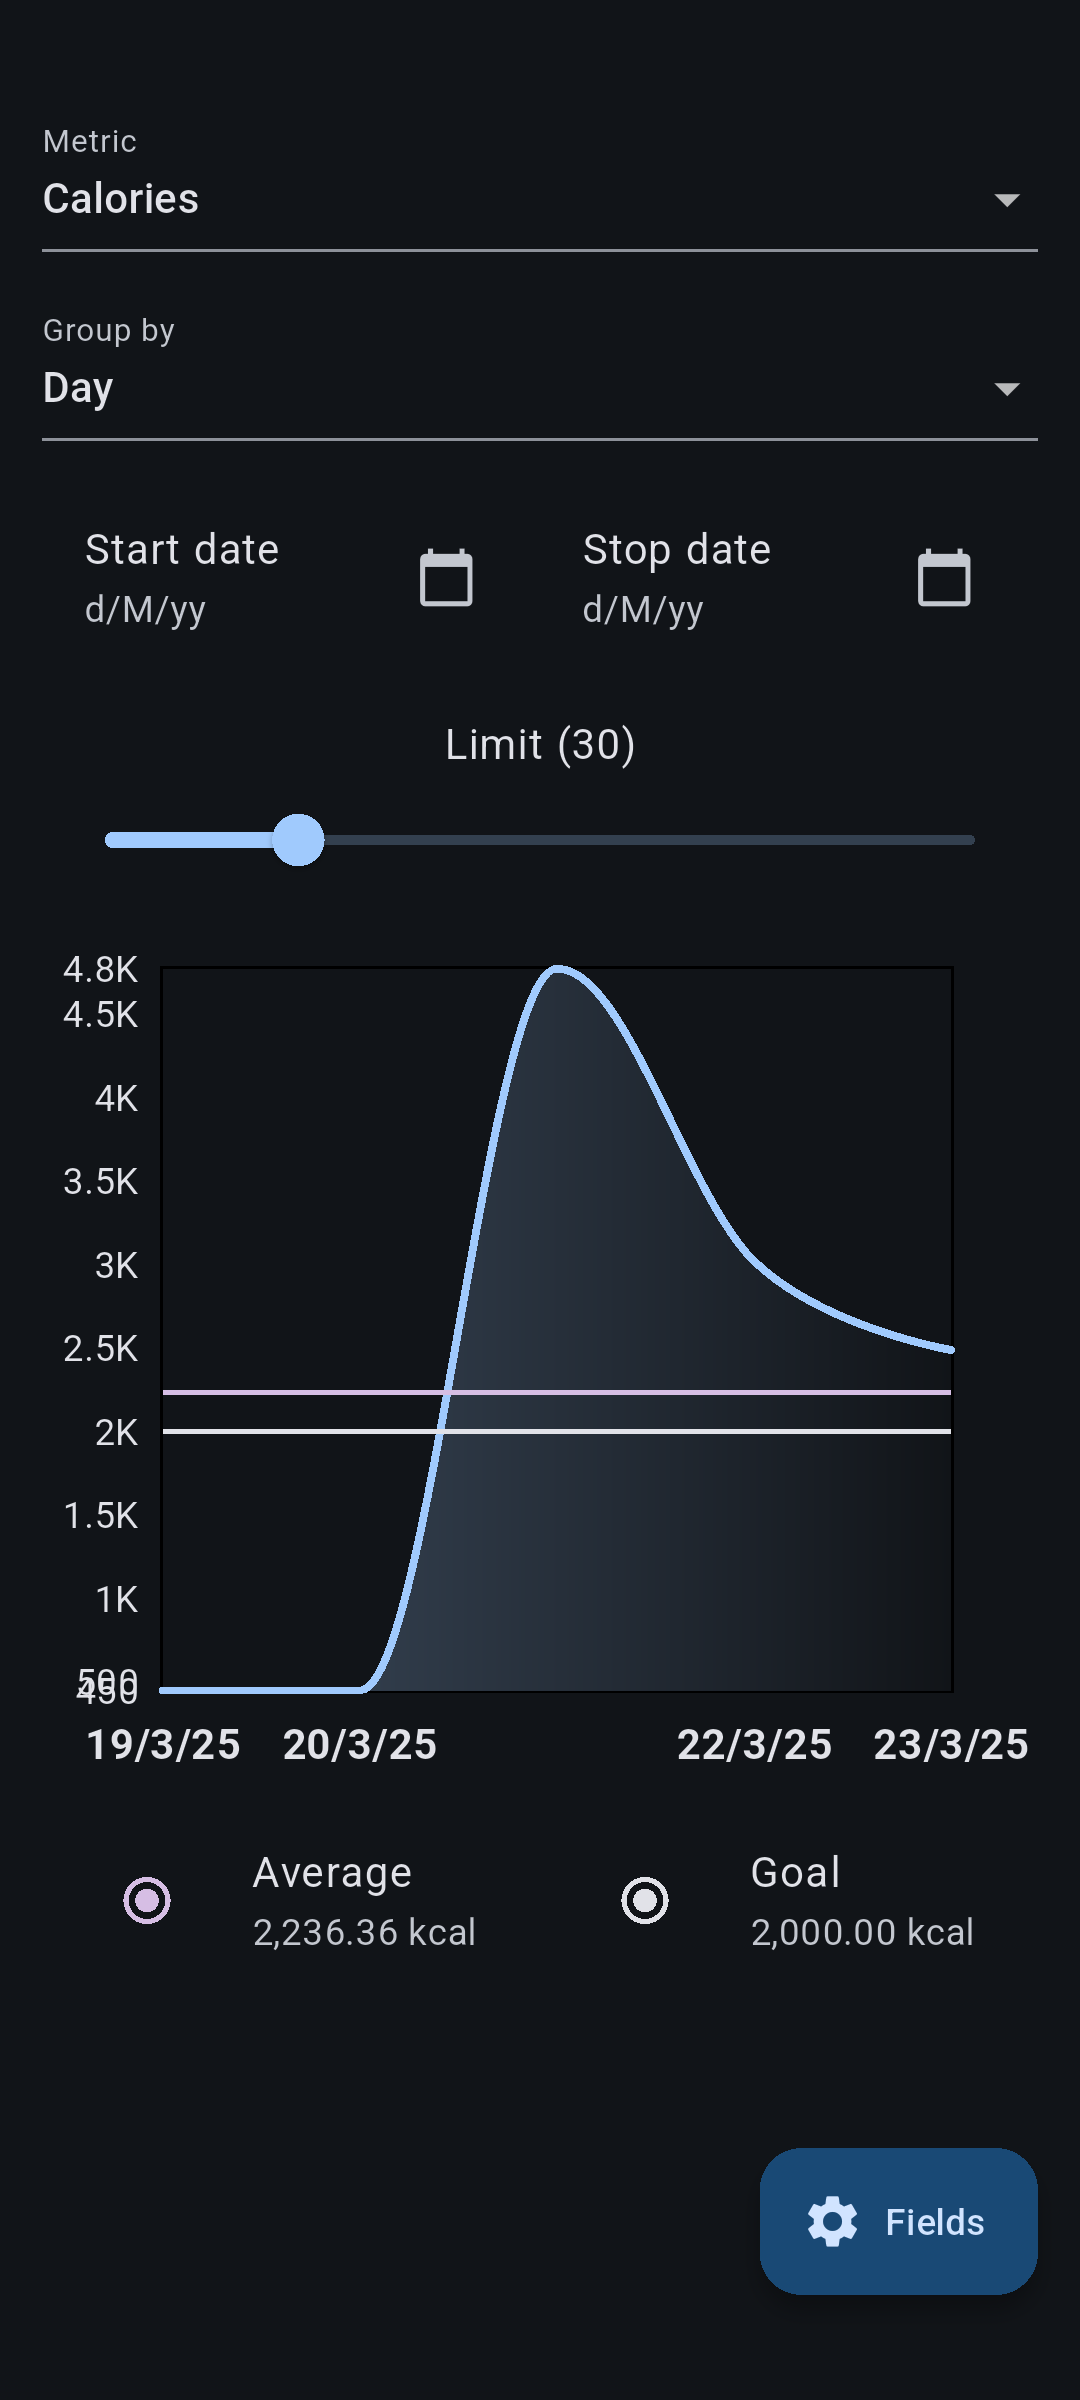 Metric
Calories
Group by
Day
Start date
d/M/yy
Stop date
d/M/yy
Limit (30)
4.8K
4.5K
4K
3.5K
3K
2.5K
2K
1.5K
1K
500
450
19/3/25 20/3/25 22/3/25 23/3/25
Average
2,236.36 kcal
Goal
2,000.00 kcal
Fields